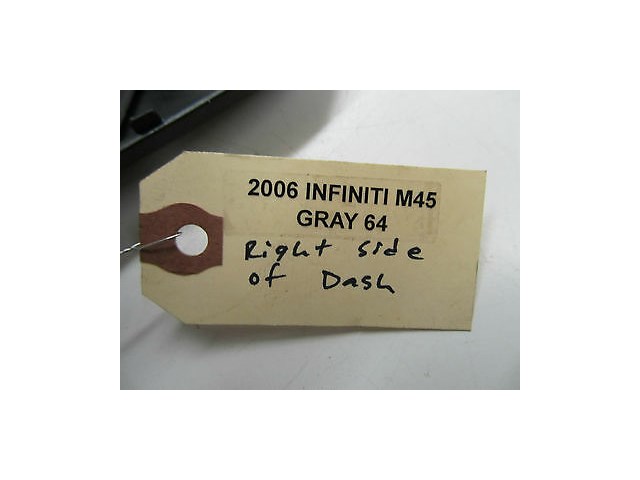 2006 INFINITI M45
GRAY 64
Right side
of Dash